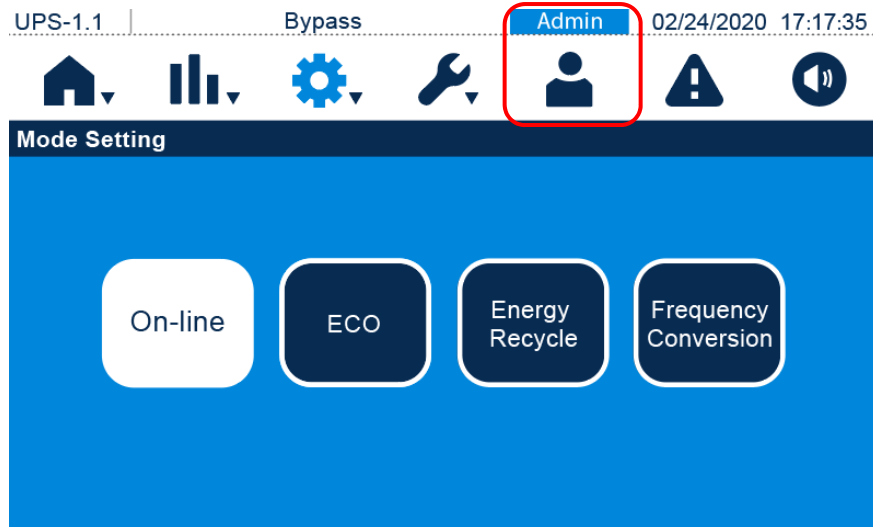 UPS-1.1 Bypass Admin 02/24/2020 17:17:35
Mode Setting
On-line
ECO
Energy
Recycle
Frequency
Conversion